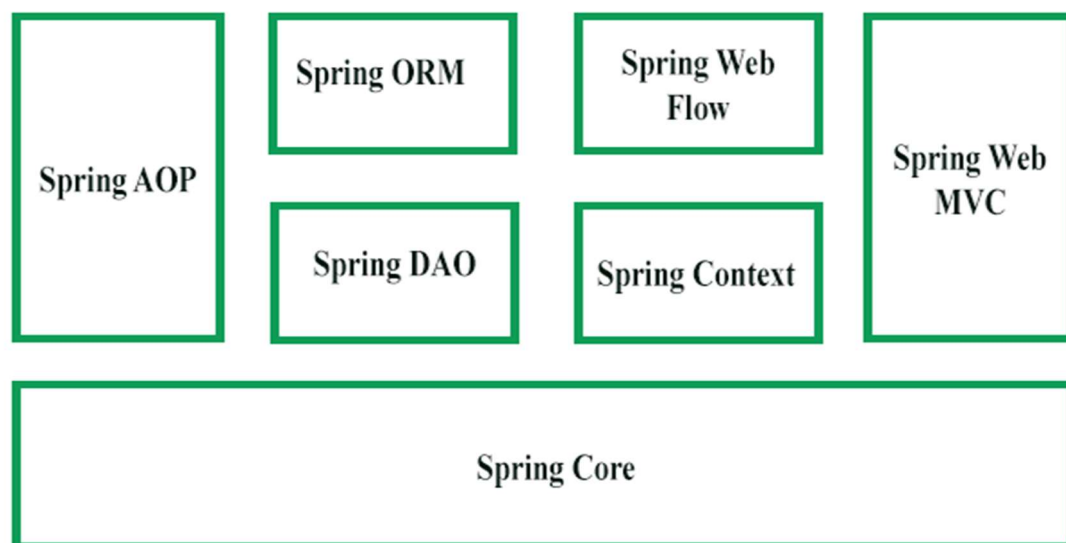 Spring AOP
Spring ORM
Spring Web
Flow
Spring Web
MVC
Spring DAO
Spring Context
Spring Core